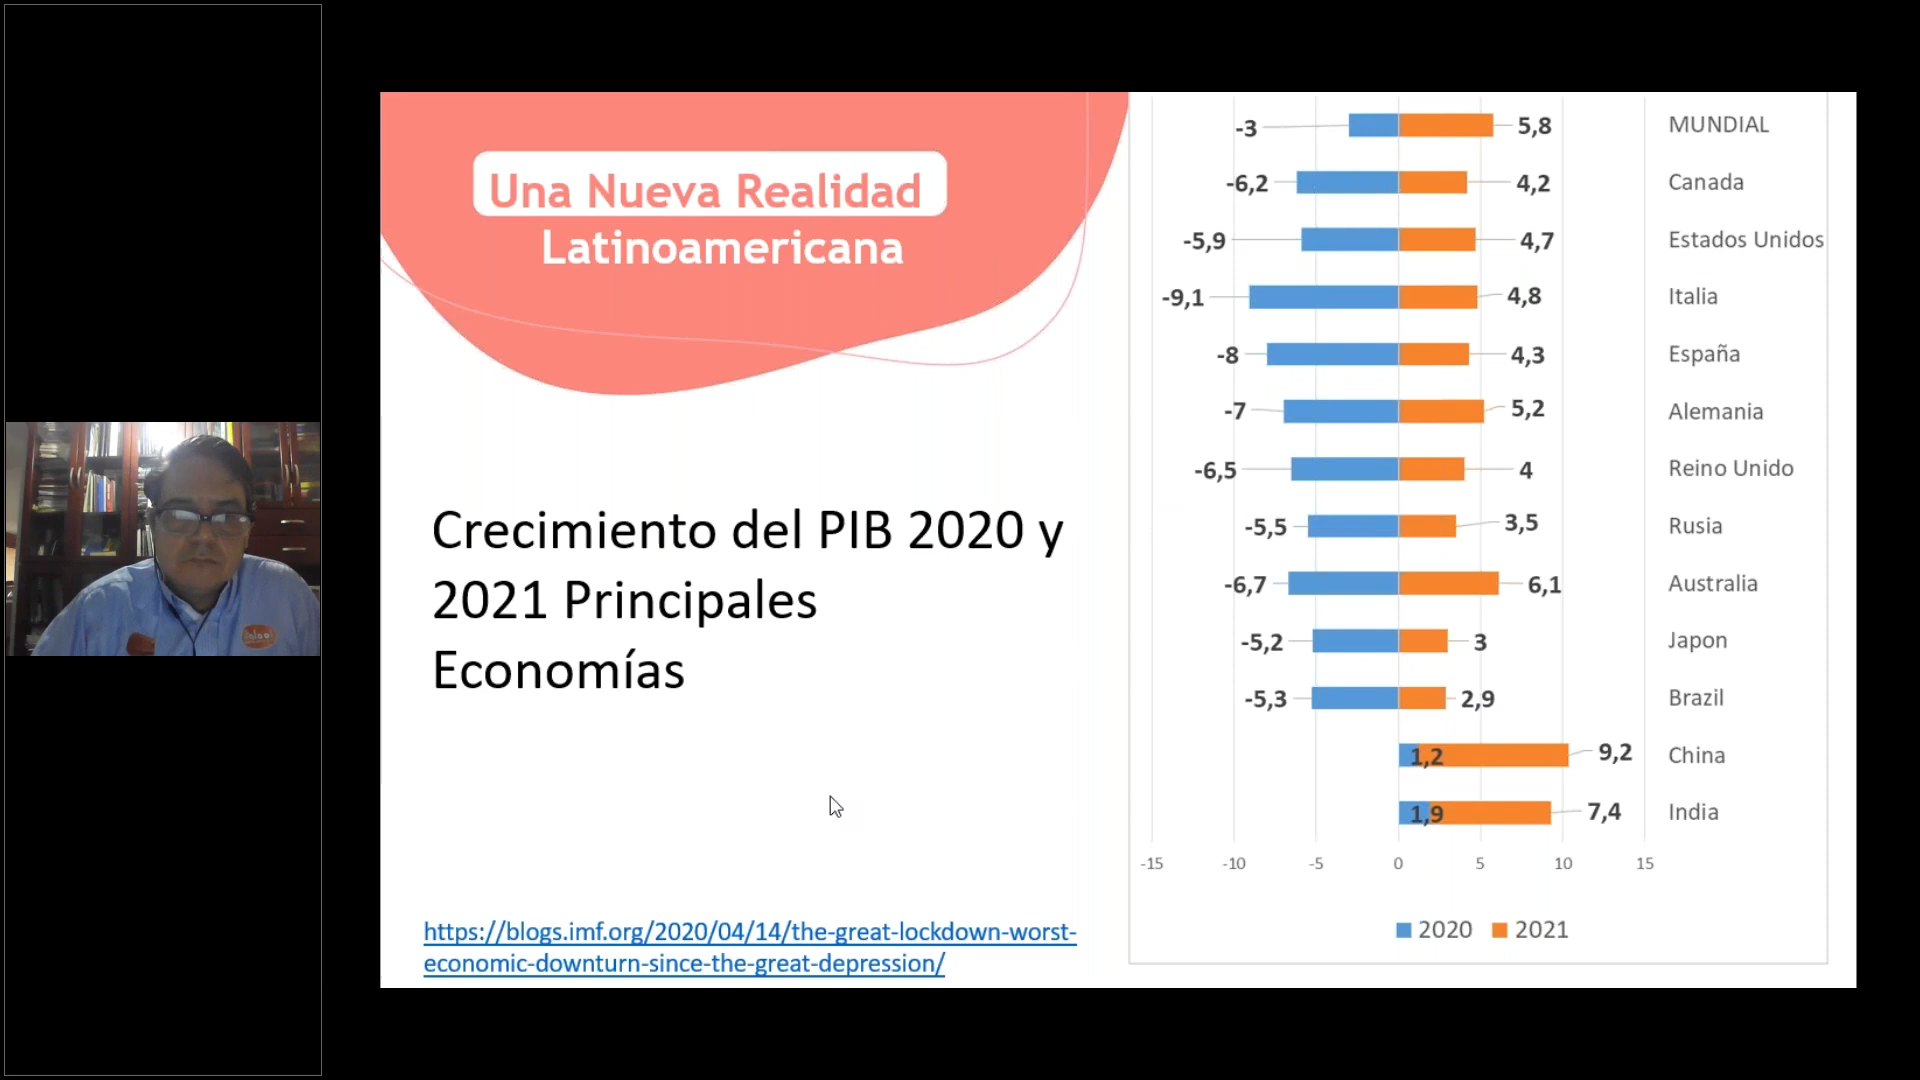 Una Nueva Realidad
Latinoamericana
Crecimiento del PIB 2020 y
2021 Principales
Economías
https://blogs.imf.org/2020/04/14/the-great-lockdown-worst-
economic-downturn-since-the-great-depression/
-3 5,8 MUNDIAL
-6,2 4,2 Canada
-5,9 4,7 Estados Unidos
-9,1 4,8 Italia
-8 4,3 España
-7 5,2 Alemania
-6,5 4 Reino Unido
-5,5 3,5 Rusia
-6,7 6,1 Australia
-5,2 3 Japon
-5,3 2,9 Brazil
1,2 9,2 China
1,9 7,4 India
-15 -10 -5 0 5 10 15
2020 2021